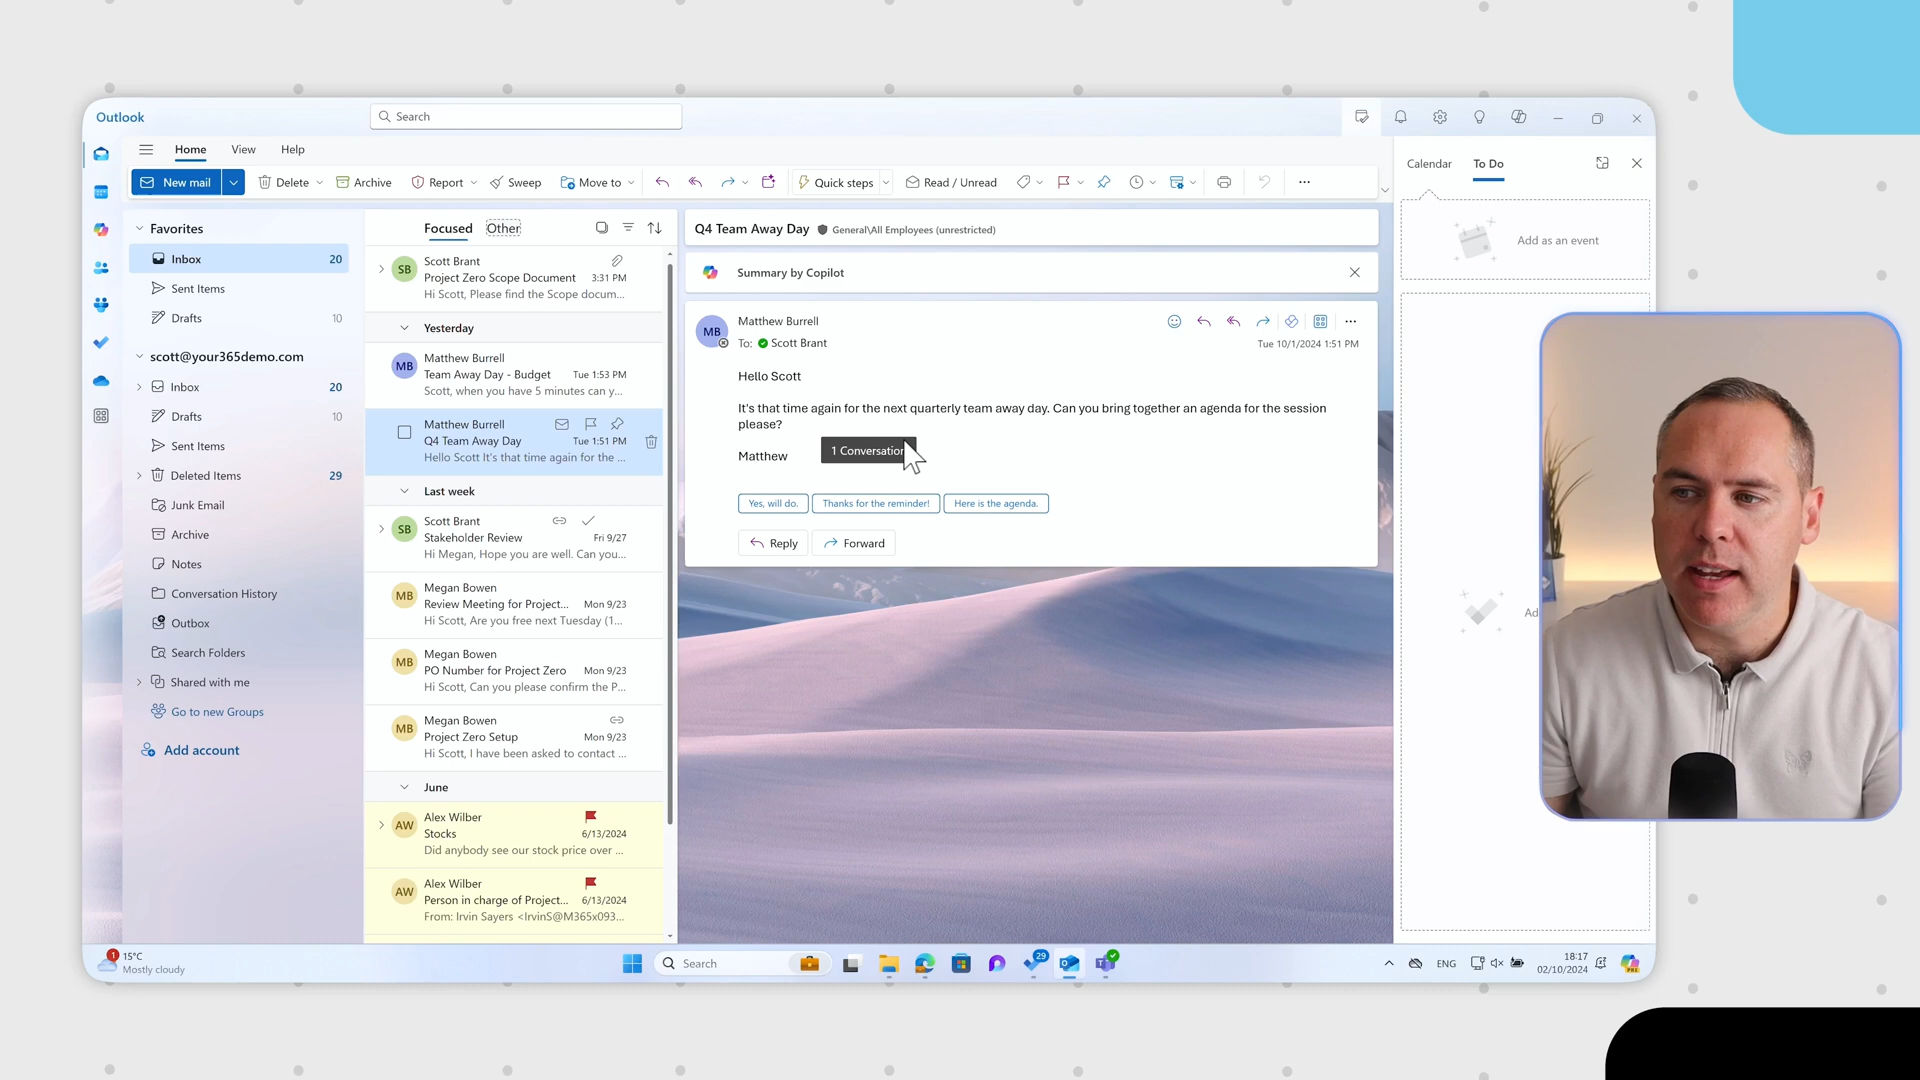 Outlook
Search
Home
View
Help
New mail
Delete
Archive
Report
Sweep
Move to
Quick steps
Read / Unread
Calendar
To Do
Favorites
Inbox
20
Sent Items
Drafts
10
scott@your365demo.com
Inbox
20
Drafts
10
Sent Items
Deleted Items
29
Junk Email
Archive
Notes
Conversation History
Outbox
Search Folders
Shared with me
Go to new Groups
Add account
Focused
Other
SB
Scott Brant
Project Zero Scope Document
3:31 PM
Hi Scott, Please find the Scope docum...
Yesterday
MB
Matthew Burrell
Team Away Day - Budget
Tue 1:53 PM
Scott, when you have 5 minutes can y...
Matthew Burrell
Q4 Team Away Day
Tue 1:51 PM
Hello Scott It's that time again for the ...
Last week
SB
Scott Brant
Stakeholder Review
Fri 9/27
Hi Megan, Hope you are well. Can you...
MB
Megan Bowen
Review Meeting for Project...
Mon 9/23
Hi Scott, Are you free next Tuesday (1...
MB
Megan Bowen
PO Number for Project Zero
Mon 9/23
Hi Scott, Can you please confirm the P...
MB
Megan Bowen
Project Zero Setup
Mon 9/23
Hi Scott, I have been asked to contact ...
June
AW
Alex Wilber
Stocks
6/13/2024
Did anybody see our stock price over ...
AW
Alex Wilber
Person in charge of Project...
6/13/2024
From: Irvin Sayers <IrvinS@M365x093...
Q4 Team Away Day
General\All Employees (unrestricted)
Summary by Copilot
MB
Matthew Burrell
To: Scott Brant
Tue 10/1/2024 1:51 PM
Hello Scott
It's that time again for the next quarterly team away day. Can you bring together an agenda for the session
please?
1 Conversation
Matthew
Yes, will do.
Thanks for the reminder!
Here is the agenda.
Reply
Forward
Add as an event
Ad
1
15°C
Mostly cloudy
Search
29
ENG
18:17
02/10/2024
PRE